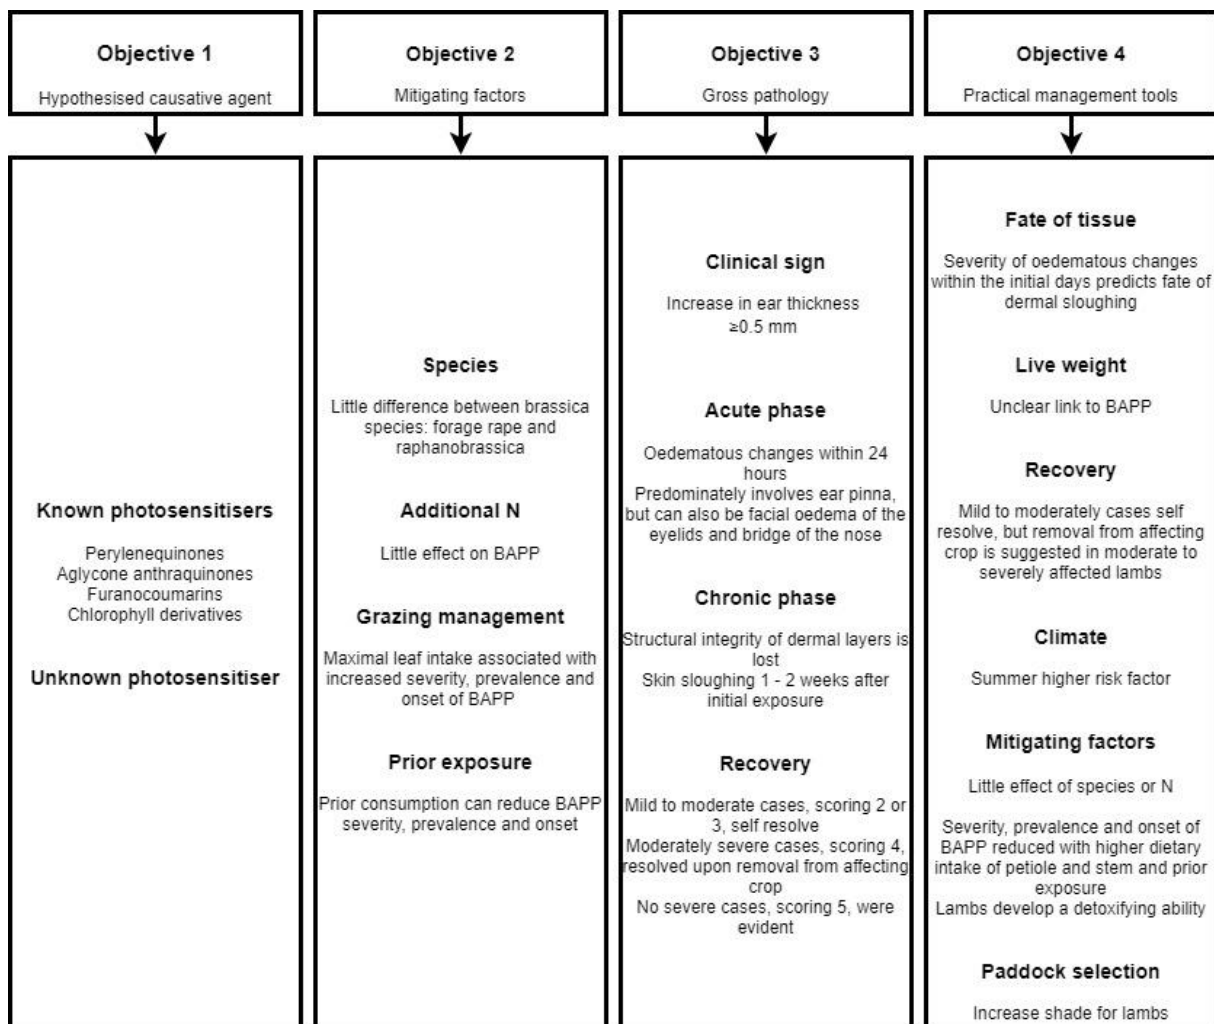 Objective 1
Hypothesised causative agent
Known photosensitisers
Perylenequinones
Aglycone anthraquinones
Furanocoumarins
Chlorophyll derivatives
Unknown photosensitiser
Objective 2
Mitigating factors
Species
Little difference between brassica
species: forage rape and
raphanobrassica
Additional N
Little effect on BAPP
Grazing management
Maximal leaf intake associated with
increased severity, prevalence and
onset of BAPP
Prior exposure
Prior consumption can reduce BAPP
severity, prevalence and onset
Objective 3
Gross pathology
Clinical sign
Increase in ear thickness
≥0.5 mm
Acute phase
Oedematous changes within 24
hours
Predominately involves ear pinna,
but can also be facial oedema of the
eyelids and bridge of the nose
Chronic phase
Structural integrity of dermal layers is
lost
Skin sloughing 1 - 2 weeks after
initial exposure
Recovery
Mild to moderate cases, scoring 2 or
3, self resolve
Moderately severe cases, scoring 4,
resolved upon removal from affecting
crop
No severe cases, scoring 5, were
evident
Objective 4
Practical management tools
Fate of tissue
Severity of oedematous changes
within the initial days predicts fate of
dermal sloughing
Live weight
Unclear link to BAPP
Recovery
Mild to moderately cases self
resolve, but removal from affecting
crop is suggested in moderate to
severely affected lambs
Climate
Summer higher risk factor
Mitigating factors
Little effect of species or N
Severity, prevalence and onset of
BAPP reduced with higher dietary
intake of petiole and stem and prior
exposure
Lambs develop a detoxifying ability
Paddock selection
Increase shade for lambs